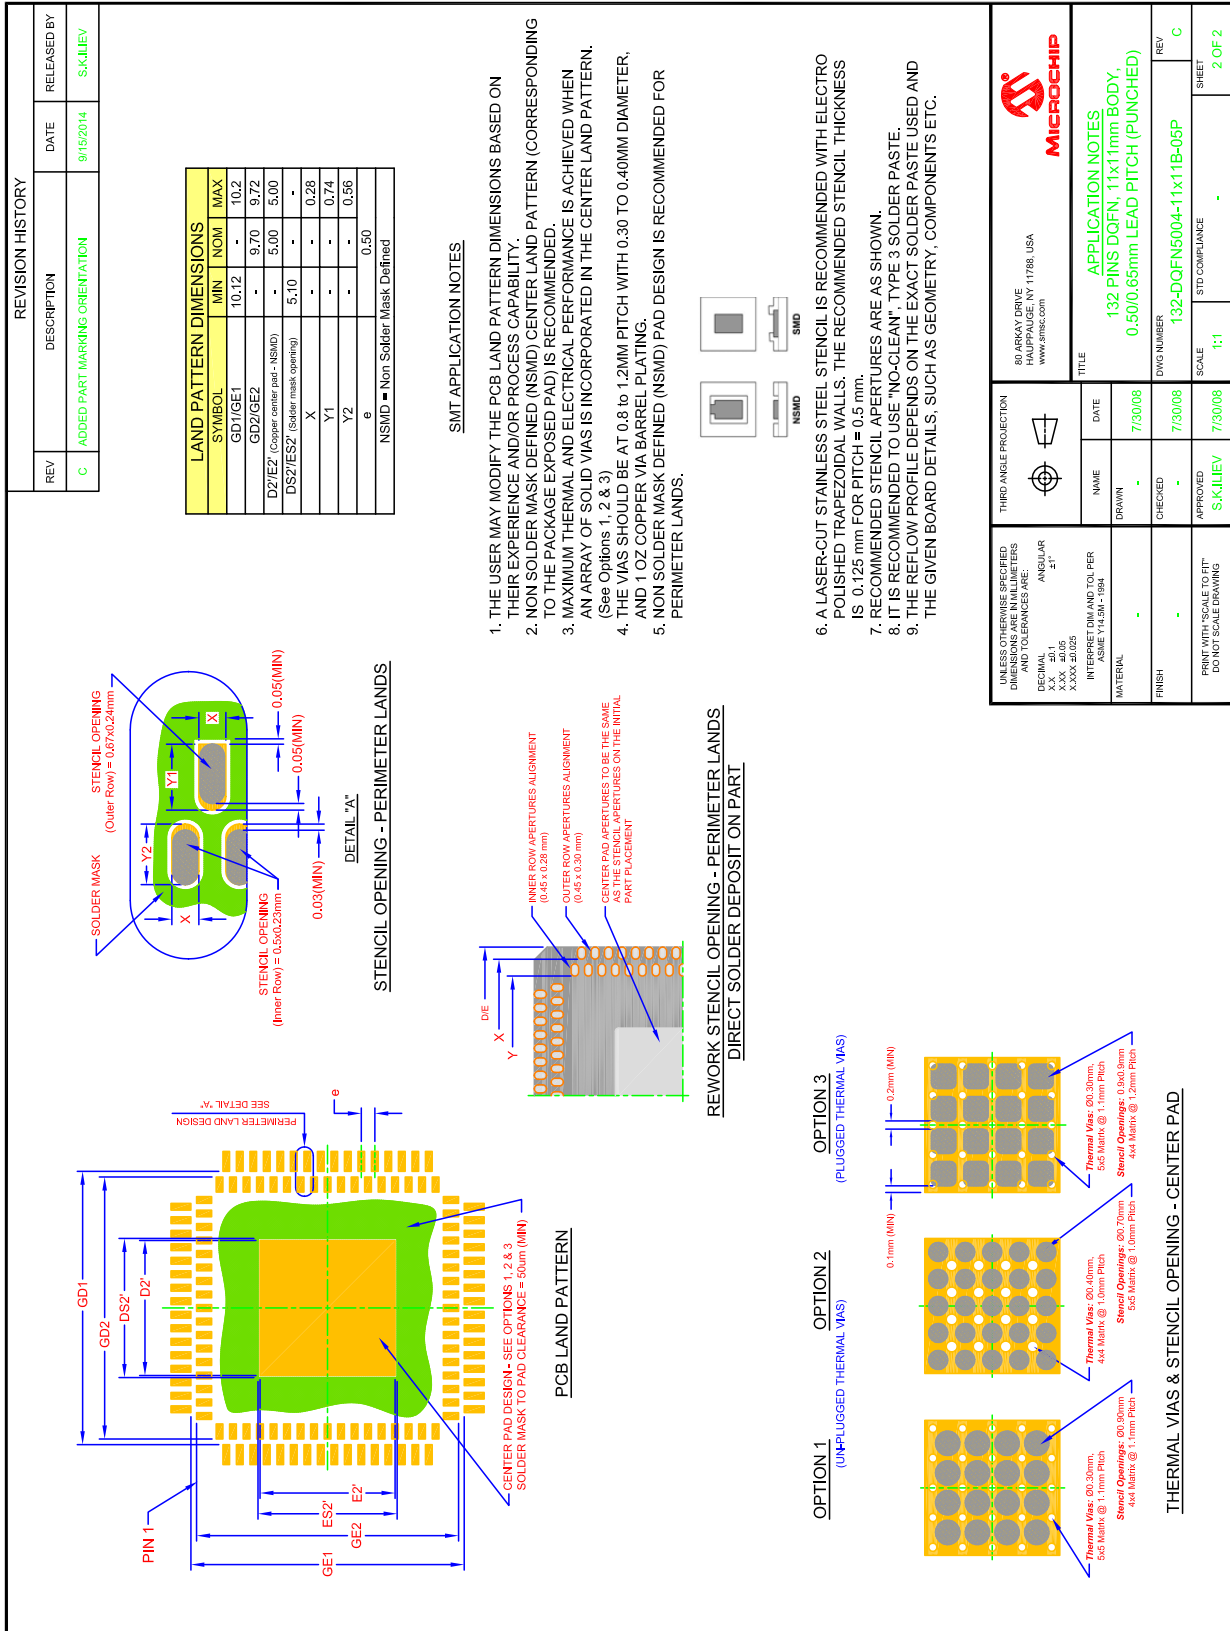 REVISION HISTORY
REV DESCRIPTION DATE RELEASED BY
C ADDED PART MARKING ORIENTATION 9/15/2014 S.K.ILIEV
PIN 1
GD1
GD2
DS2'
D2'
E2'
ES2'
GE2
GE1
e
PERIMETER LAND DESIGN
SEE DETAIL "A"
CENTER PAD DESIGN - SEE OPTIONS 1, 2 & 3
SOLDER MASK TO PAD CLEARANCE = 50um (MIN)
PCB LAND PATTERN
SOLDER MASK
STENCIL OPENING
(Outer Row) = 0.67x0.24mm
X
Y2
Y1
X
0.05(MIN)
0.05(MIN)
0.03(MIN)
STENCIL OPENING
(Inner Row) = 0.5x0.23mm
DETAIL "A"
STENCIL OPENING - PERIMETER LANDS
LAND PATTERN DIMENSIONS
SYMBOL MIN NOM MAX
GD1/GE1 10.12 - 10.2
GD2/GE2 - 9.70 9.72
D2'/E2' (Copper center pad - NSMD) - 5.00 5.00
DS2'/ES2' (Solder mask opening) 5.10 - -
X - - 0.28
Y1 - - 0.74
Y2 - - 0.56
e 0.50
NSMD = Non Solder Mask Defined
D/E
X
Y
INNER ROW APERTURES ALIGNMENT
(0.45 x 0.28 mm)
OUTER ROW APERTURES ALIGNMENT
(0.45 x 0.30 mm)
CENTER PAD APERTURES TO BE THE SAME
AS THE STENCIL APERTURES ON THE INITIAL
PART PLACEMENT
REWORK STENCIL OPENING - PERIMETER LANDS
DIRECT SOLDER DEPOSIT ON PART
SMT APPLICATION NOTES
1. THE USER MAY MODIFY THE PCB LAND PATTERN DIMENSIONS BASED ON
THEIR EXPERIENCE AND/OR PROCESS CAPABILITY.
2. NON SOLDER MASK DEFINED (NSMD) CENTER LAND PATTERN (CORRESPONDING
TO THE PACKAGE EXPOSED PAD) IS RECOMMENDED.
3. MAXIMUM THERMAL AND ELECTRICAL PERFORMANCE IS ACHIEVED WHEN
AN ARRAY OF SOLID VIAS IS INCORPORATED IN THE CENTER LAND PATTERN.
(See Options 1, 2 & 3)
4. THE VIAS SHOULD BE AT 0.8 to 1.2MM PITCH WITH 0.30 TO 0.40MM DIAMETER,
AND 1 OZ COPPER VIA BARREL PLATING.
5. NON SOLDER MASK DEFINED (NSMD) PAD DESIGN IS RECOMMENDED FOR
PERIMETER LANDS.
NSMD
SMD
6. A LASER-CUT STAINLESS STEEL STENCIL IS RECOMMENDED WITH ELECTRO
POLISHED TRAPEZOIDAL WALLS. THE RECOMMENDED STENCIL THICKNESS
IS 0.125 mm FOR PITCH = 0.5 mm.
7. RECOMMENDED STENCIL APERTURES ARE AS SHOWN.
8. IT IS RECOMMENDED TO USE "NO-CLEAN", TYPE 3 SOLDER PASTE.
9. THE REFLOW PROFILE DEPENDS ON THE EXACT SOLDER PASTE USED AND
THE GIVEN BOARD DETAILS, SUCH AS GEOMETRY, COMPONENTS ETC.
OPTION 1
(UN-PLUGGED THERMAL VIAS)
OPTION 2
OPTION 3
(PLUGGED THERMAL VIAS)
0.1mm (MIN)
0.2mm (MIN)
Thermal Vias: Ø0.30mm,
5x5 Matrix @ 1.1mm Pitch
Stencil Openings: Ø0.90mm
4x4 Matrix @ 1.1mm Pitch
Thermal Vias: Ø0.40mm,
4x4 Matrix @ 1.0mm Pitch
Stencil Openings: Ø0.70mm
5x5 Matrix @ 1.0mm Pitch
Thermal Vias: Ø0.30mm,
5x5 Matrix @ 1.1mm Pitch
Stencil Openings: 0.9x0.9mm
4x4 Matrix @ 1.2mm Pitch
THERMAL VIAS & STENCIL OPENING - CENTER PAD
UNLESS OTHERWISE SPECIFIED
DIMENSIONS ARE IN MILLIMETERS
AND TOLERANCES ARE:
DECIMAL ANGULAR
X.X ±0.1 ±1°
X.XX ±0.05
X.XXX ±0.025
INTERPRET DIM AND TOL PER
ASME Y14.5M - 1994
MATERIAL
-
FINISH
-
PRINT WITH "SCALE TO FIT"
DO NOT SCALE DRAWING
THIRD ANGLE PROJECTION
NAME DATE
DRAWN
- 7/30/08
CHECKED
- 7/30/08
APPROVED
S.K.ILIEV 7/30/08
80 ARKAY DRIVE
HAUPPAUGE, NY 11788, USA
www.smsc.com
MICROCHIP
TITLE
APPLICATION NOTES
132 PINS DQFN, 11x11mm BODY,
0.50/0.65mm LEAD PITCH (PUNCHED)
DWG NUMBER REV
132-DQFN5004-11x11B-05P C
SCALE STD COMPLIANCE SHEET
1:1 - 2 OF 2